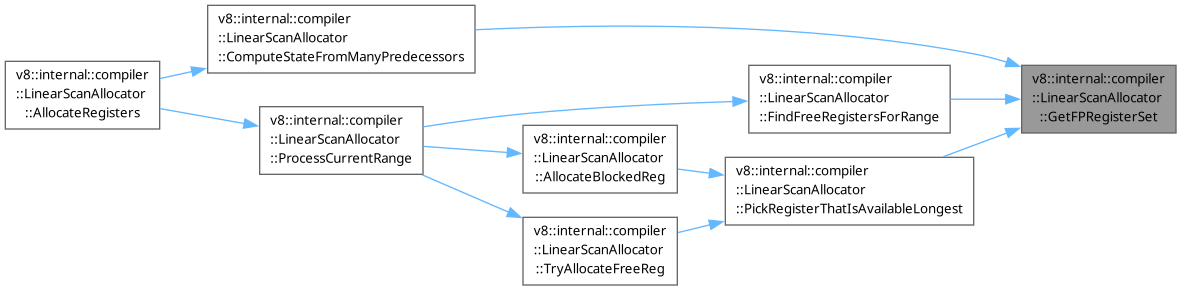 v8::internal::compiler
::LinearScanAllocator
::ComputeStateFromManyPredecessors
v8::internal::compiler
::LinearScanAllocator
::AllocateRegisters
v8::internal::compiler
::LinearScanAllocator
::ProcessCurrentRange
v8::internal::compiler
::LinearScanAllocator
::FindFreeRegistersForRange
v8::internal::compiler
::LinearScanAllocator
::GetFPRegisterSet
v8::internal::compiler
::LinearScanAllocator
::AllocateBlockedReg
v8::internal::compiler
::LinearScanAllocator
::PickRegisterThatIsAvailableLongest
v8::internal::compiler
::LinearScanAllocator
::TryAllocateFreeReg